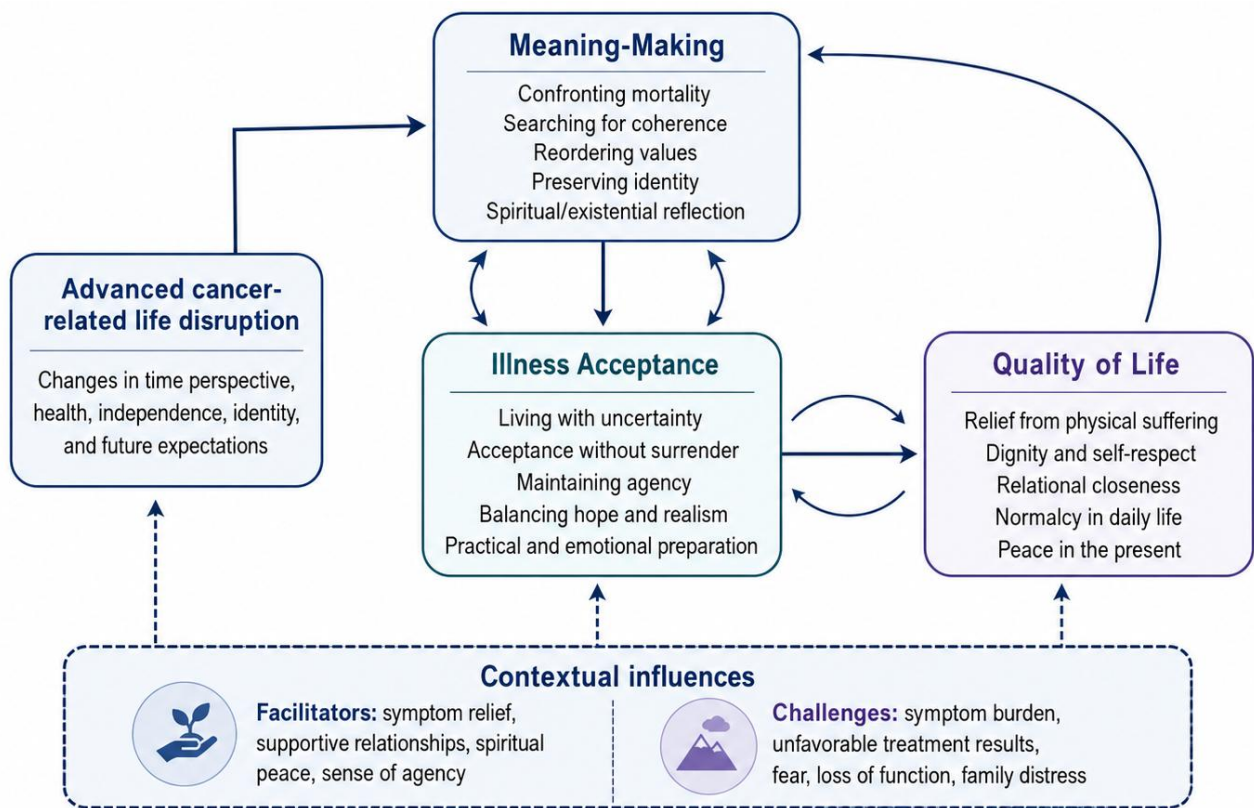 Meaning-Making
Confronting mortality
Searching for coherence
Reordering values
Preserving identity
Spiritual/existential reflection
Advanced cancer-
related life disruption
Changes in time perspective,
health, independence, identity,
and future expectations
Illness Acceptance
Living with uncertainty
Acceptance without surrender
Maintaining agency
Balancing hope and realism
Practical and emotional preparation
Quality of Life
Relief from physical suffering
Dignity and self-respect
Relational closeness
Normalcy in daily life
Peace in the present
Contextual influences
Facilitators: symptom relief,
supportive relationships, spiritual
peace, sense of agency
Challenges: symptom burden,
unfavorable treatment results,
fear, loss of function, family distress